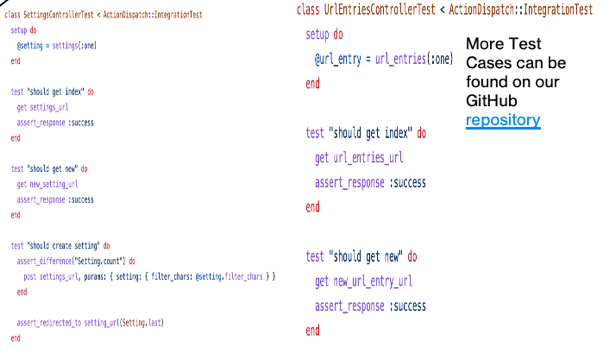 class SettingsControllerTest < ActionDispatch::IntegrationTest
setup do
@setting = settings(:one)
end
test "should get index" do
get settings_url
assert_response :success
end
test "should get new" do
get new_setting_url
assert_response :success
end
test "should create setting" do
assert_difference("Setting.count") do
post settings_url, params: { setting: { filter_chars: @setting.filter_chars } }
end
assert_redirected_to setting_url(Setting.last)
end
class UrlEntriesControllerTest < ActionDispatch::IntegrationTest
setup do
@url_entry = url_entries(:one)
end
test "should get index" do
get url_entries_url
assert_response :success
end
test "should get new" do
get new_url_entry_url
assert_response :success
end
More Test
Cases can be
found on our
GitHub
repository